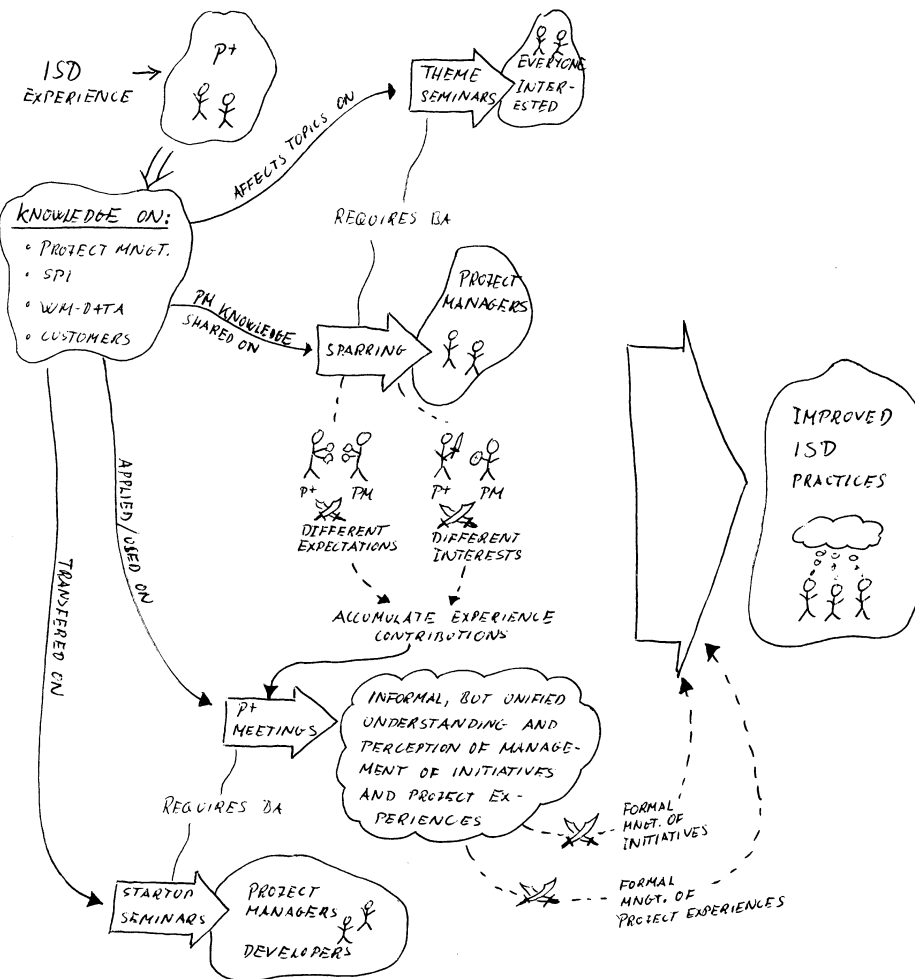 ISD
EXPERIENCE
P+
THEME
SEMINARS
EVERYONE
INTER-
ESTED
AFFECTS TOPICS ON
KNOWLEDGE ON:
• PROJECT MNGT.
• SPI
• WM-DATA
• CUSTOMERS
REQUIRES BA
PM KNOWLEDGE
SHARED ON
SPARRING
PROJECT
MANAGERS
IMPROVED
ISD
PRACTICES
P+ PM
P+ PM
DIFFERENT
EXPECTATIONS
DIFFERENT
INTERESTS
APPLIED/USED ON
TRANSFERED ON
ACCUMULATE EXPERIENCE
CONTRIBUTIONS
P+
MEETINGS
INFORMAL, BUT UNIFIED
UNDERSTANDING AND
PERCEPTION OF MANAGE-
MENT OF INITIATIVES
AND PROJECT EX-
PERIENCES
REQUIRES BA
FORMAL
MNGT. OF
INITIATIVES
FORMAL
MNGT. OF
PROJECT EXPERIENCES
STARTUP
SEMINARS
PROJECT
MANAGERS
DEVELOPERS